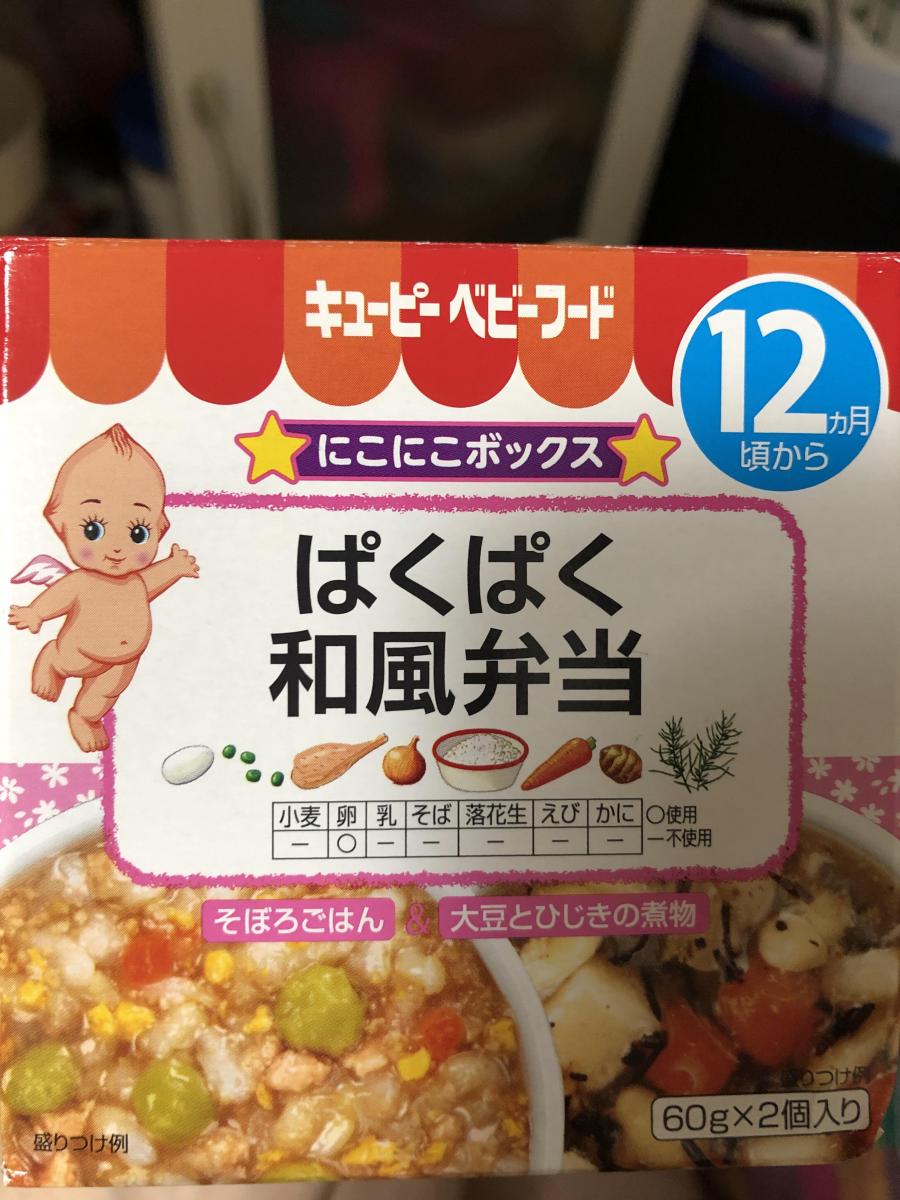 キユーピー ベビーフード
12ヵ月
頃から
にこにこボックス
ぱくぱく
和風弁当
小麦 卵 乳 そば 落花生 えび かに ○使用
− ○ − − − − − −不使用
そぼろごはん & 大豆とひじきの煮物
盛りつけ例
60g×2個入り
盛りつけ例